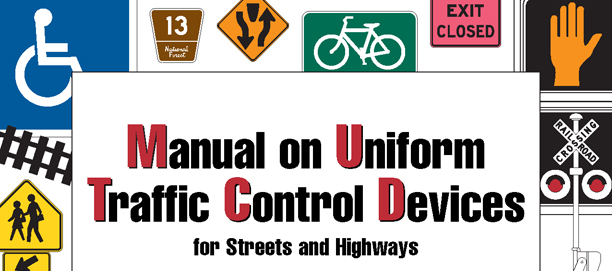 13
National
Forest
EXIT
CLOSED
RAILROAD
CROSSING
Manual on Uniform
Traffic Control Devices
for Streets and Highways